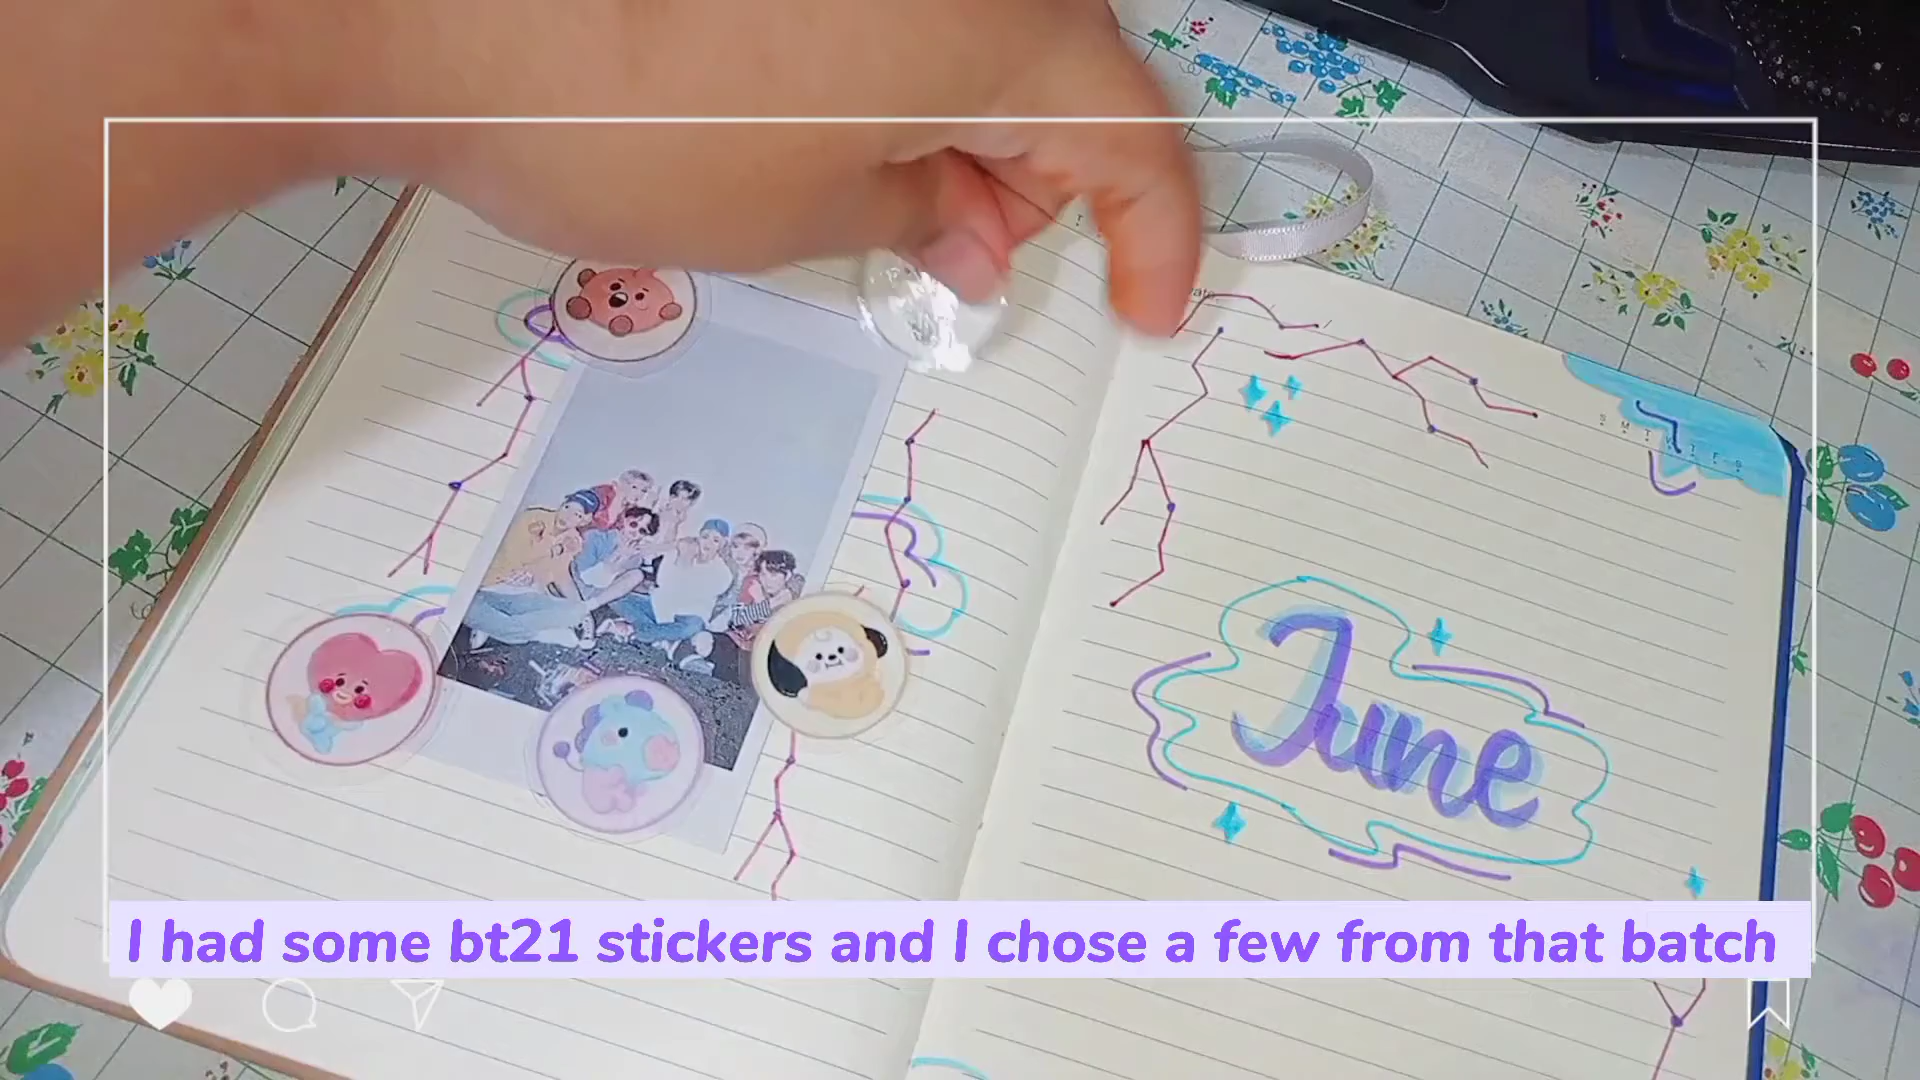 June
I had some bt21 stickers and I chose a few from that batch